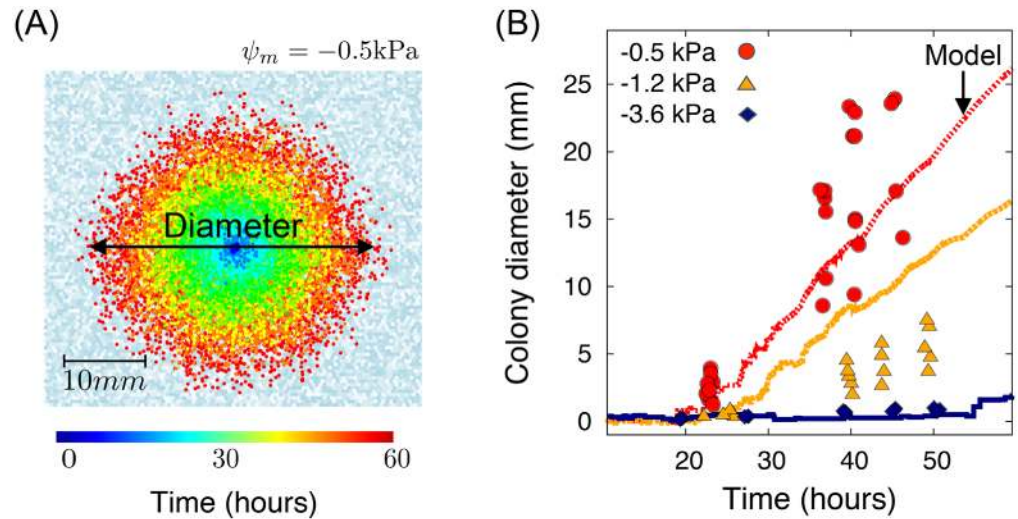 (A)
ψ_m = −0.5kPa
Diameter
10mm
0 30 60
Time (hours)
(B)
-0.5 kPa
-1.2 kPa
-3.6 kPa
Model
Colony diameter (mm)
25
20
15
10
5
0
20 30 40 50
Time (hours)